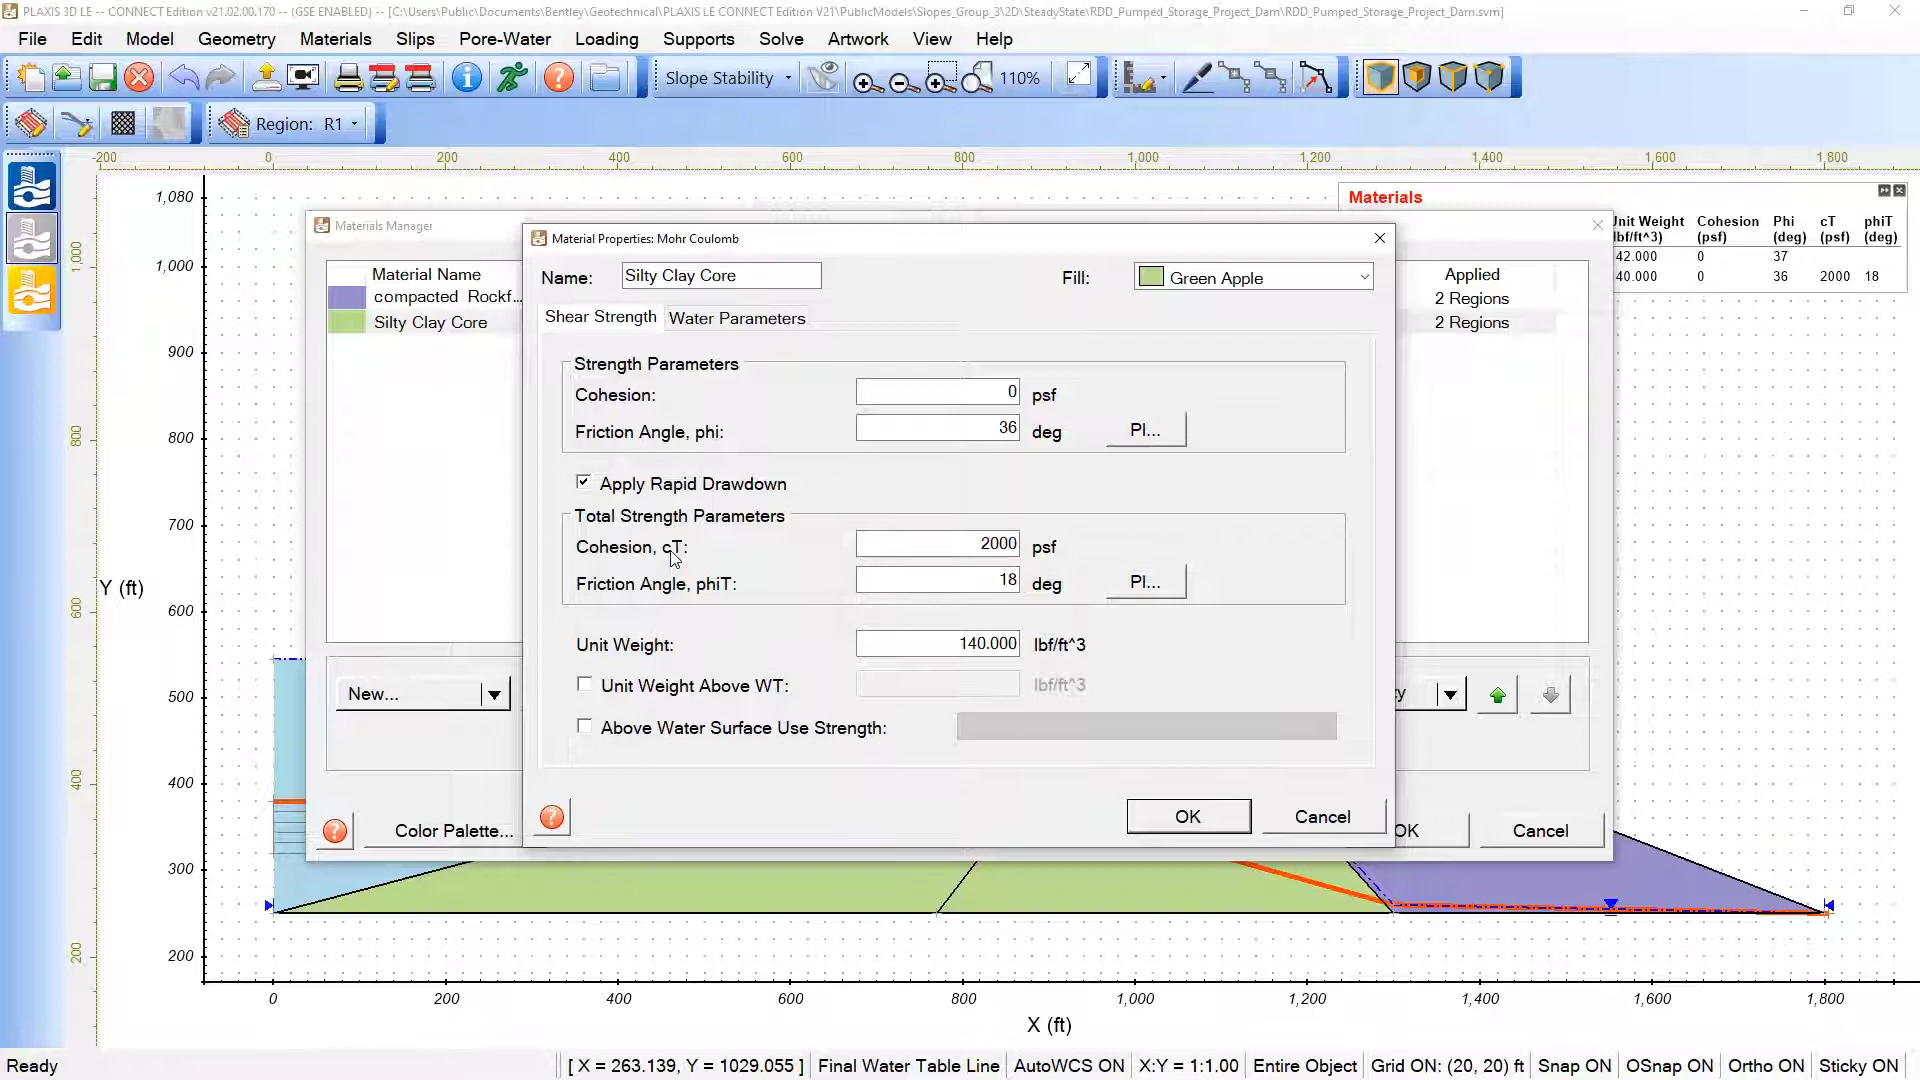 PLAXIS 3D LE -- CONNECT Edition v21.02.00.170 -- (GSE ENABLED) -- [C:\Users\Public\Documents\Bentley\Geotechnical\PLAXIS LE CONNECT Edition V21\PublicModels\Slopes_Group_3\2D\SteadyState\RDD_Pumped_Storage_Project_Dam\RDD_Pumped_Storage_Project_Dam.svm]
File Edit Model Geometry Materials Slips Pore-Water Loading Supports Solve Artwork View Help
Slope Stability 110%
Region: R1
-200 0 200 400 600 800 1,000 1,200 1,400 1,600 1,800
1,080
1,000
900
800
700
600
500
400
300
200
1,000
800
600
400
200
Y (ft)
0 200 400 600 800 1,000 1,200 1,400 1,600 1,800
X (ft)
Materials
Unit Weight Cohesion Phi cT phiT
lbf/ft^3) (psf) (deg) (psf) (deg)
42.000 0 37
40.000 0 36 2000 18
Materials Manager
Material Name Applied
compacted Rockf... 2 Regions
Silty Clay Core 2 Regions
New...
Color Palette...
OK
Cancel
Material Properties: Mohr Coulomb
Name: Silty Clay Core Fill: Green Apple
Shear Strength Water Parameters
Strength Parameters
Cohesion: 0 psf
Friction Angle, phi: 36 deg PI...
Apply Rapid Drawdown
Total Strength Parameters
Cohesion, cT: 2000 psf
Friction Angle, phiT: 18 deg PI...
Unit Weight: 140.000 lbf/ft^3
Unit Weight Above WT: lbf/ft^3
Above Water Surface Use Strength:
OK Cancel
Ready [ X = 263.139, Y = 1029.055 ] Final Water Table Line AutoWCS ON X:Y = 1:1.00 Entire Object Grid ON: (20, 20) ft Snap ON OSnap ON Ortho ON Sticky ON